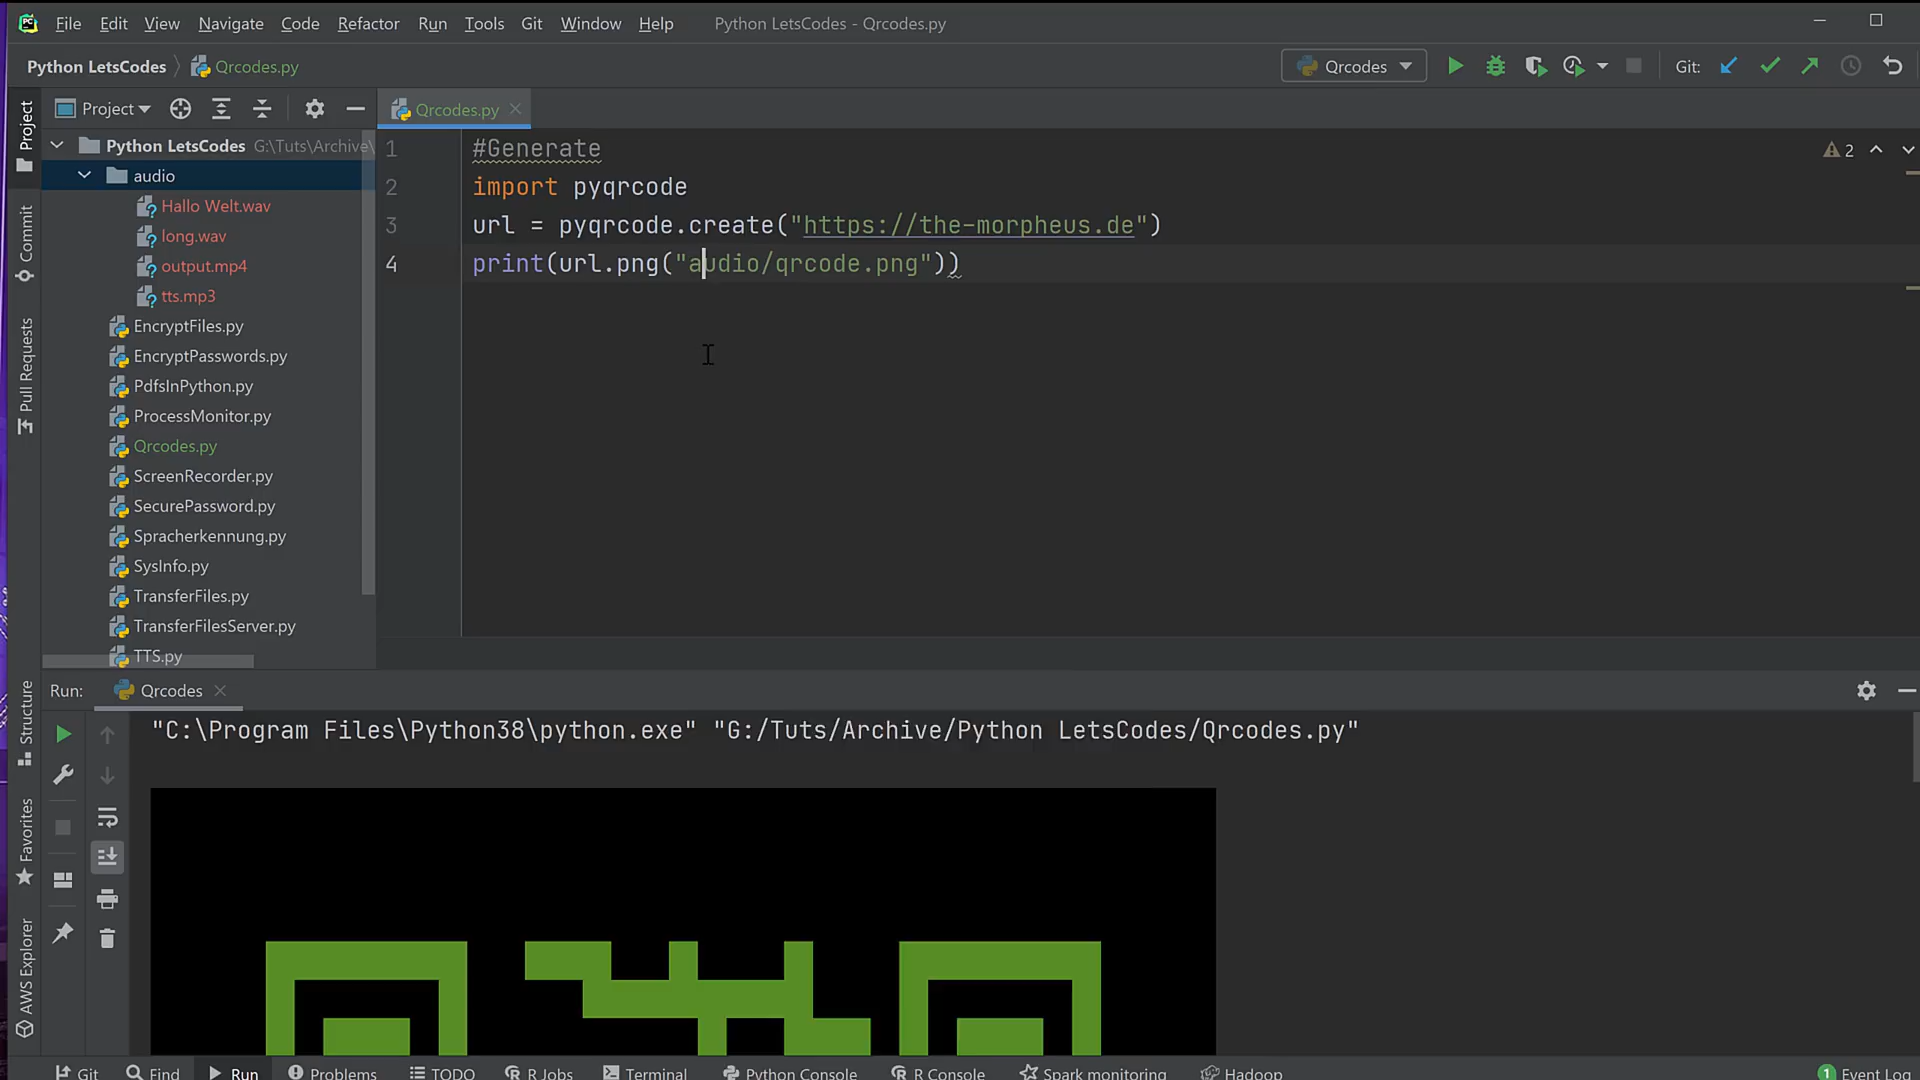 File Edit View Navigate Code Refactor Run Tools Git Window Help Python LetsCodes - Qrcodes.py
Python LetsCodes Qrcodes.py Qrcodes Git:
Project Qrcodes.py
Python LetsCodes G:\Tuts\Archive\
audio
Hallo Welt.wav
long.wav
output.mp4
tts.mp3
EncryptFiles.py
EncryptPasswords.py
PdfsInPython.py
ProcessMonitor.py
Qrcodes.py
ScreenRecorder.py
SecurePassword.py
Spracherkennung.py
SysInfo.py
TransferFiles.py
TransferFilesServer.py
TTS.py
Project
Commit
Pull Requests
Structure
Favorites
AWS Explorer
1 #Generate
2 import pyqrcode
3 url = pyqrcode.create("https://the-morpheus.de")
4 print(url.png("audio/qrcode.png"))
2
Run: Qrcodes
"C:\Program Files\Python38\python.exe" "G:/Tuts/Archive/Python LetsCodes/Qrcodes.py"
Git Find Run Problems TODO R Jobs Terminal Python Console R Console Spark monitoring Hadoop 1 Event Log